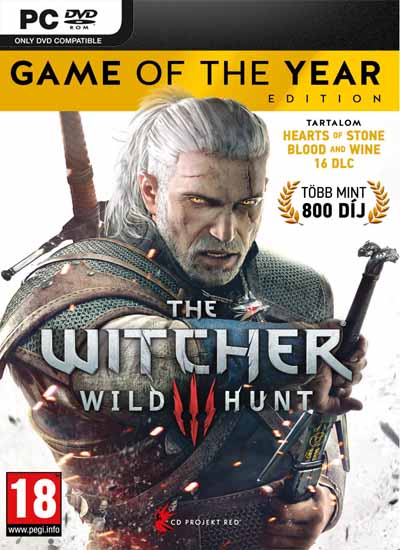 PC DVD
ROM
ONLY DVD COMPATIBLE
GAME OF THE YEAR
EDITION
TARTALOM
HEARTS OF STONE
BLOOD AND WINE
16 DLC
TÖBB MINT
800 DÍJ
THE
WITCHER
WILD III HUNT
18
www.pegi.info
CD PROJEKT RED